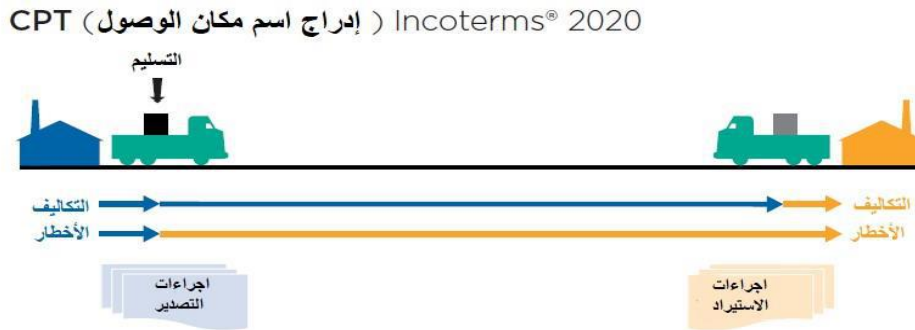 CPT (إدراج اسم مكان الوصول ) Incoterms® 2020
التسليم
التكاليف
التكاليف
الأخطار
الأخطار
اجراءات
التصدير
اجراءات
الاستيراد